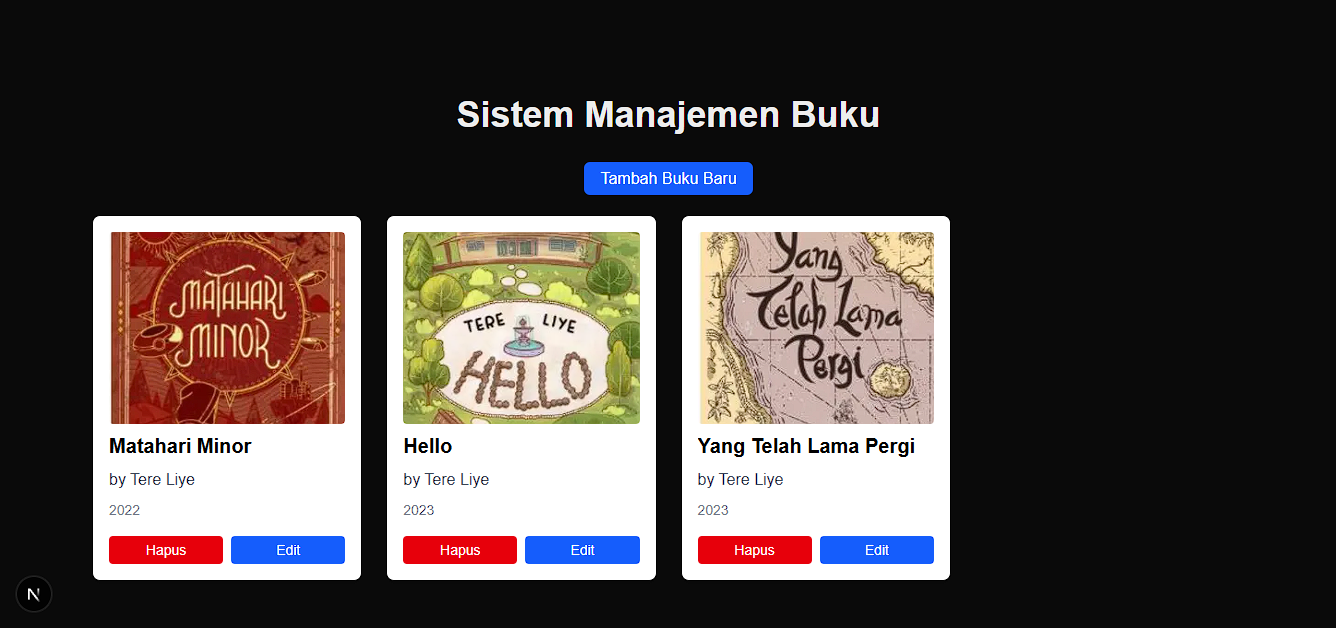 Sistem Manajemen Buku
Tambah Buku Baru
MATAHARI
MINOR
Matahari Minor
by Tere Liye
2022
Hapus
Edit
TERE LIYE
HELLO
Hello
by Tere Liye
2023
Hapus
Edit
Yang
Telah Lama
Pergi
Yang Telah Lama Pergi
by Tere Liye
2023
Hapus
Edit
N